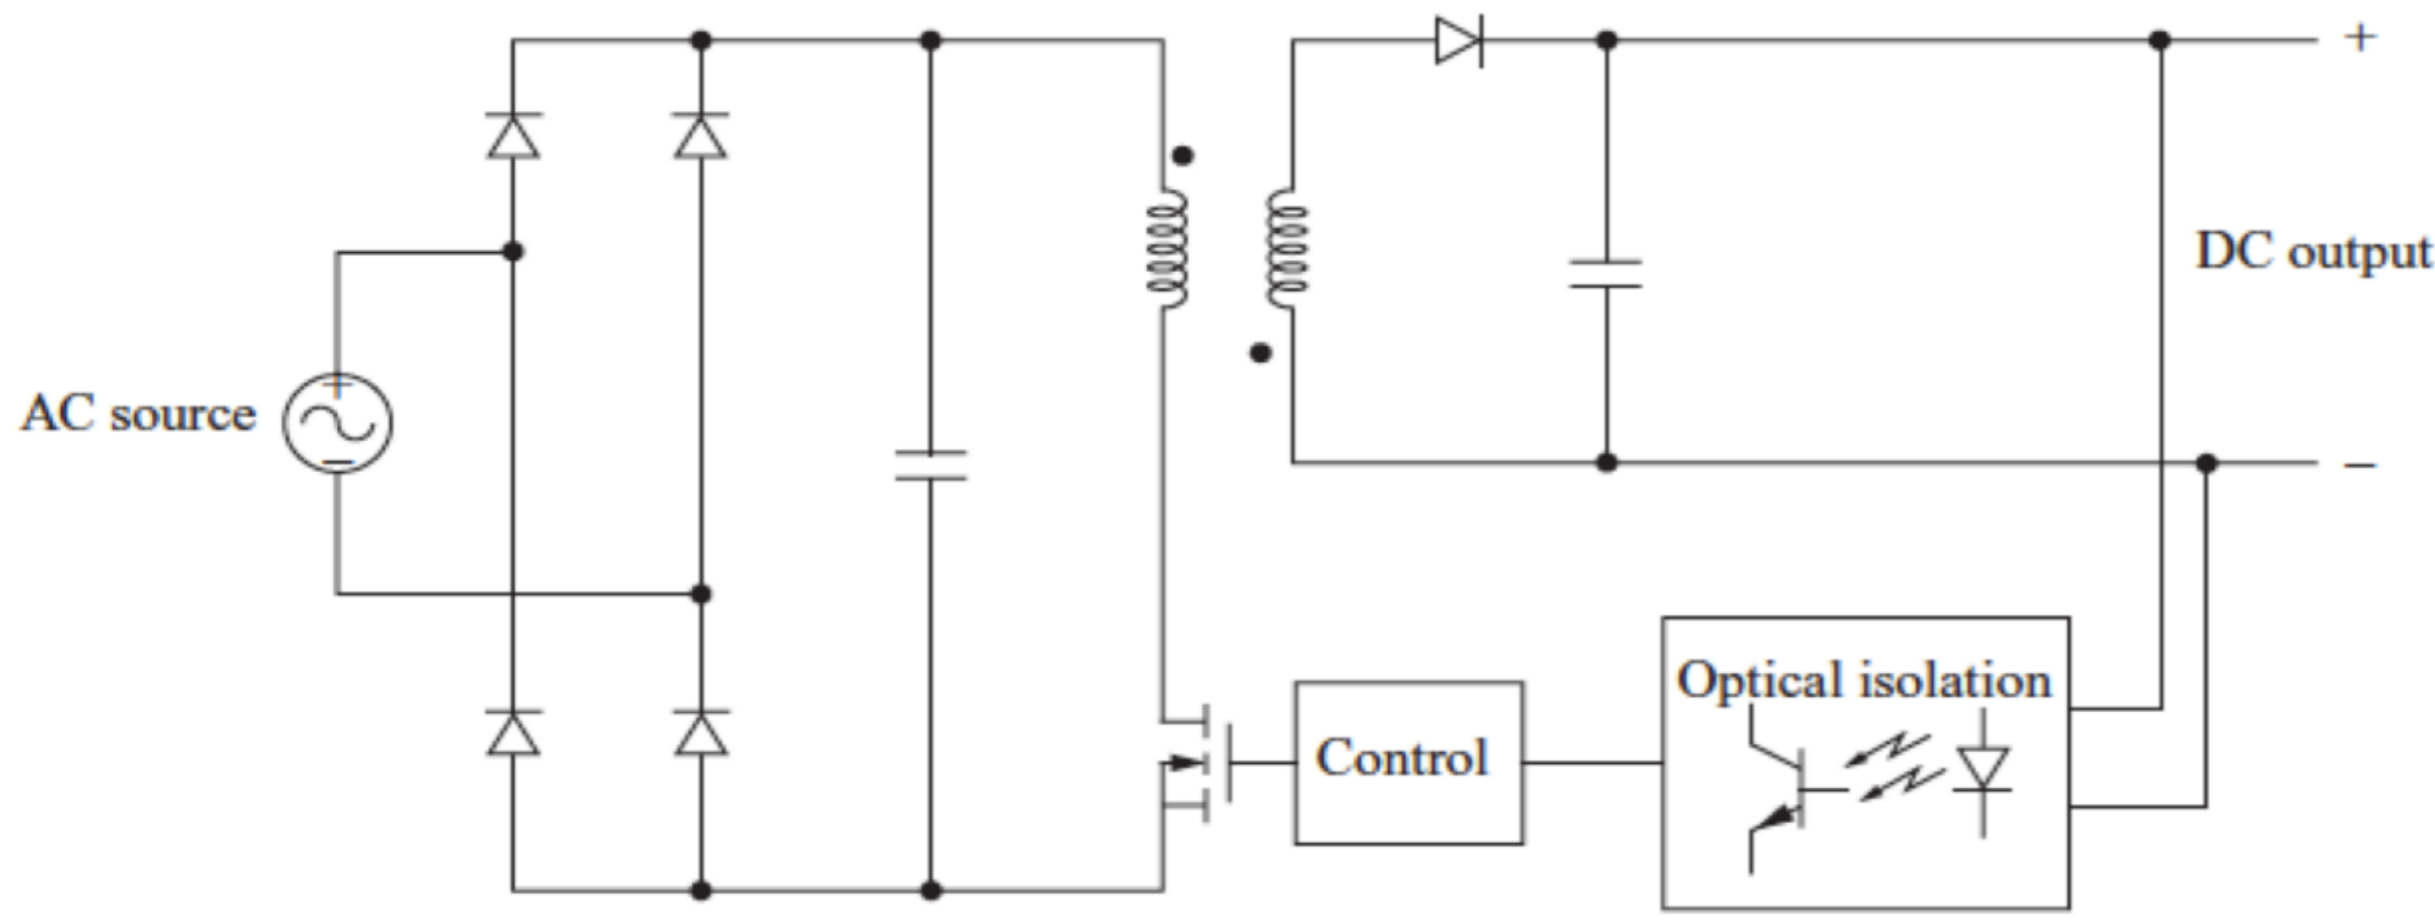 +
DC output
AC source
+
−
−
Optical isolation
Control